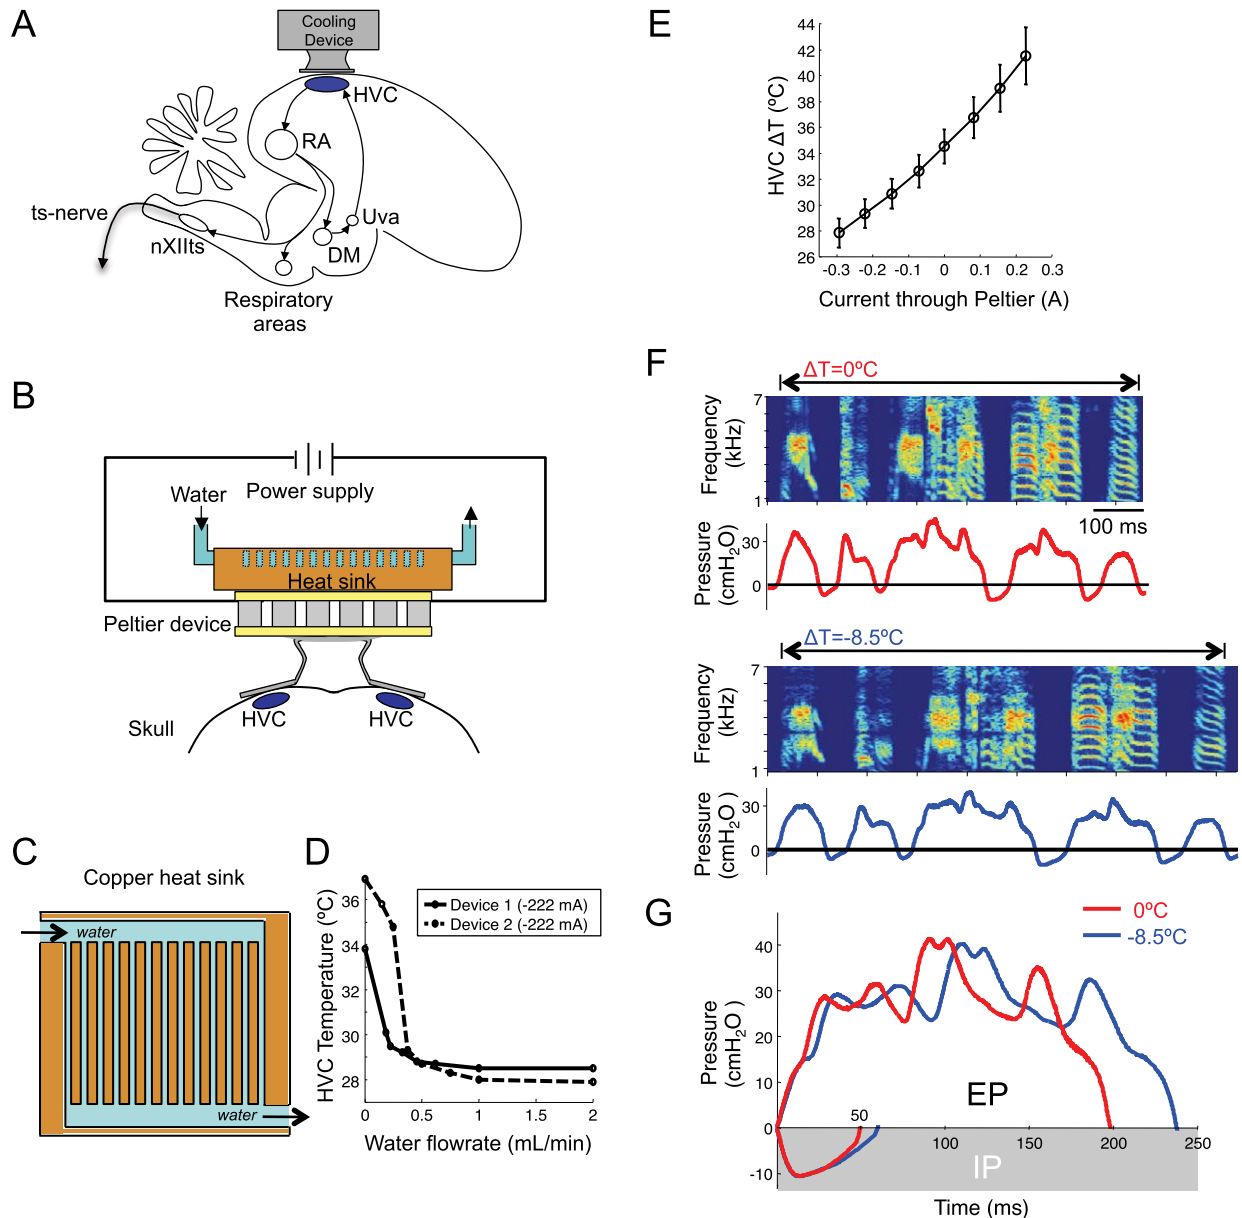 A
Cooling
Device
HVC
RA
Uva
ts-nerve
nXIIts
DM
Respiratory
areas
B
Power supply
Water
Heat sink
Peltier device
HVC
HVC
Skull
C
Copper heat sink
water
water
D
HVC Temperature (ºC)
36
34
32
30
28
Device 1 (-222 mA)
Device 2 (-222 mA)
0 0.5 1 1.5 2
Water flowrate (mL/min)
E
HVC ΔT (ºC)
44
42
40
38
36
34
32
30
28
26
-0.3 -0.2 -0.1 0 0.1 0.2 0.3
Current through Peltier (A)
F
ΔT=0ºC
Frequency
(kHz)
7
1
100 ms
Pressure
(cmH2O)
30
0
ΔT=-8.5ºC
Frequency
(kHz)
7
1
Pressure
(cmH2O )
30
0
G
0ºC
-8.5ºC
Pressure
(cmH2O )
40
30
20
10
0
-10
EP
50
100 150 200 250
IP
Time (ms)